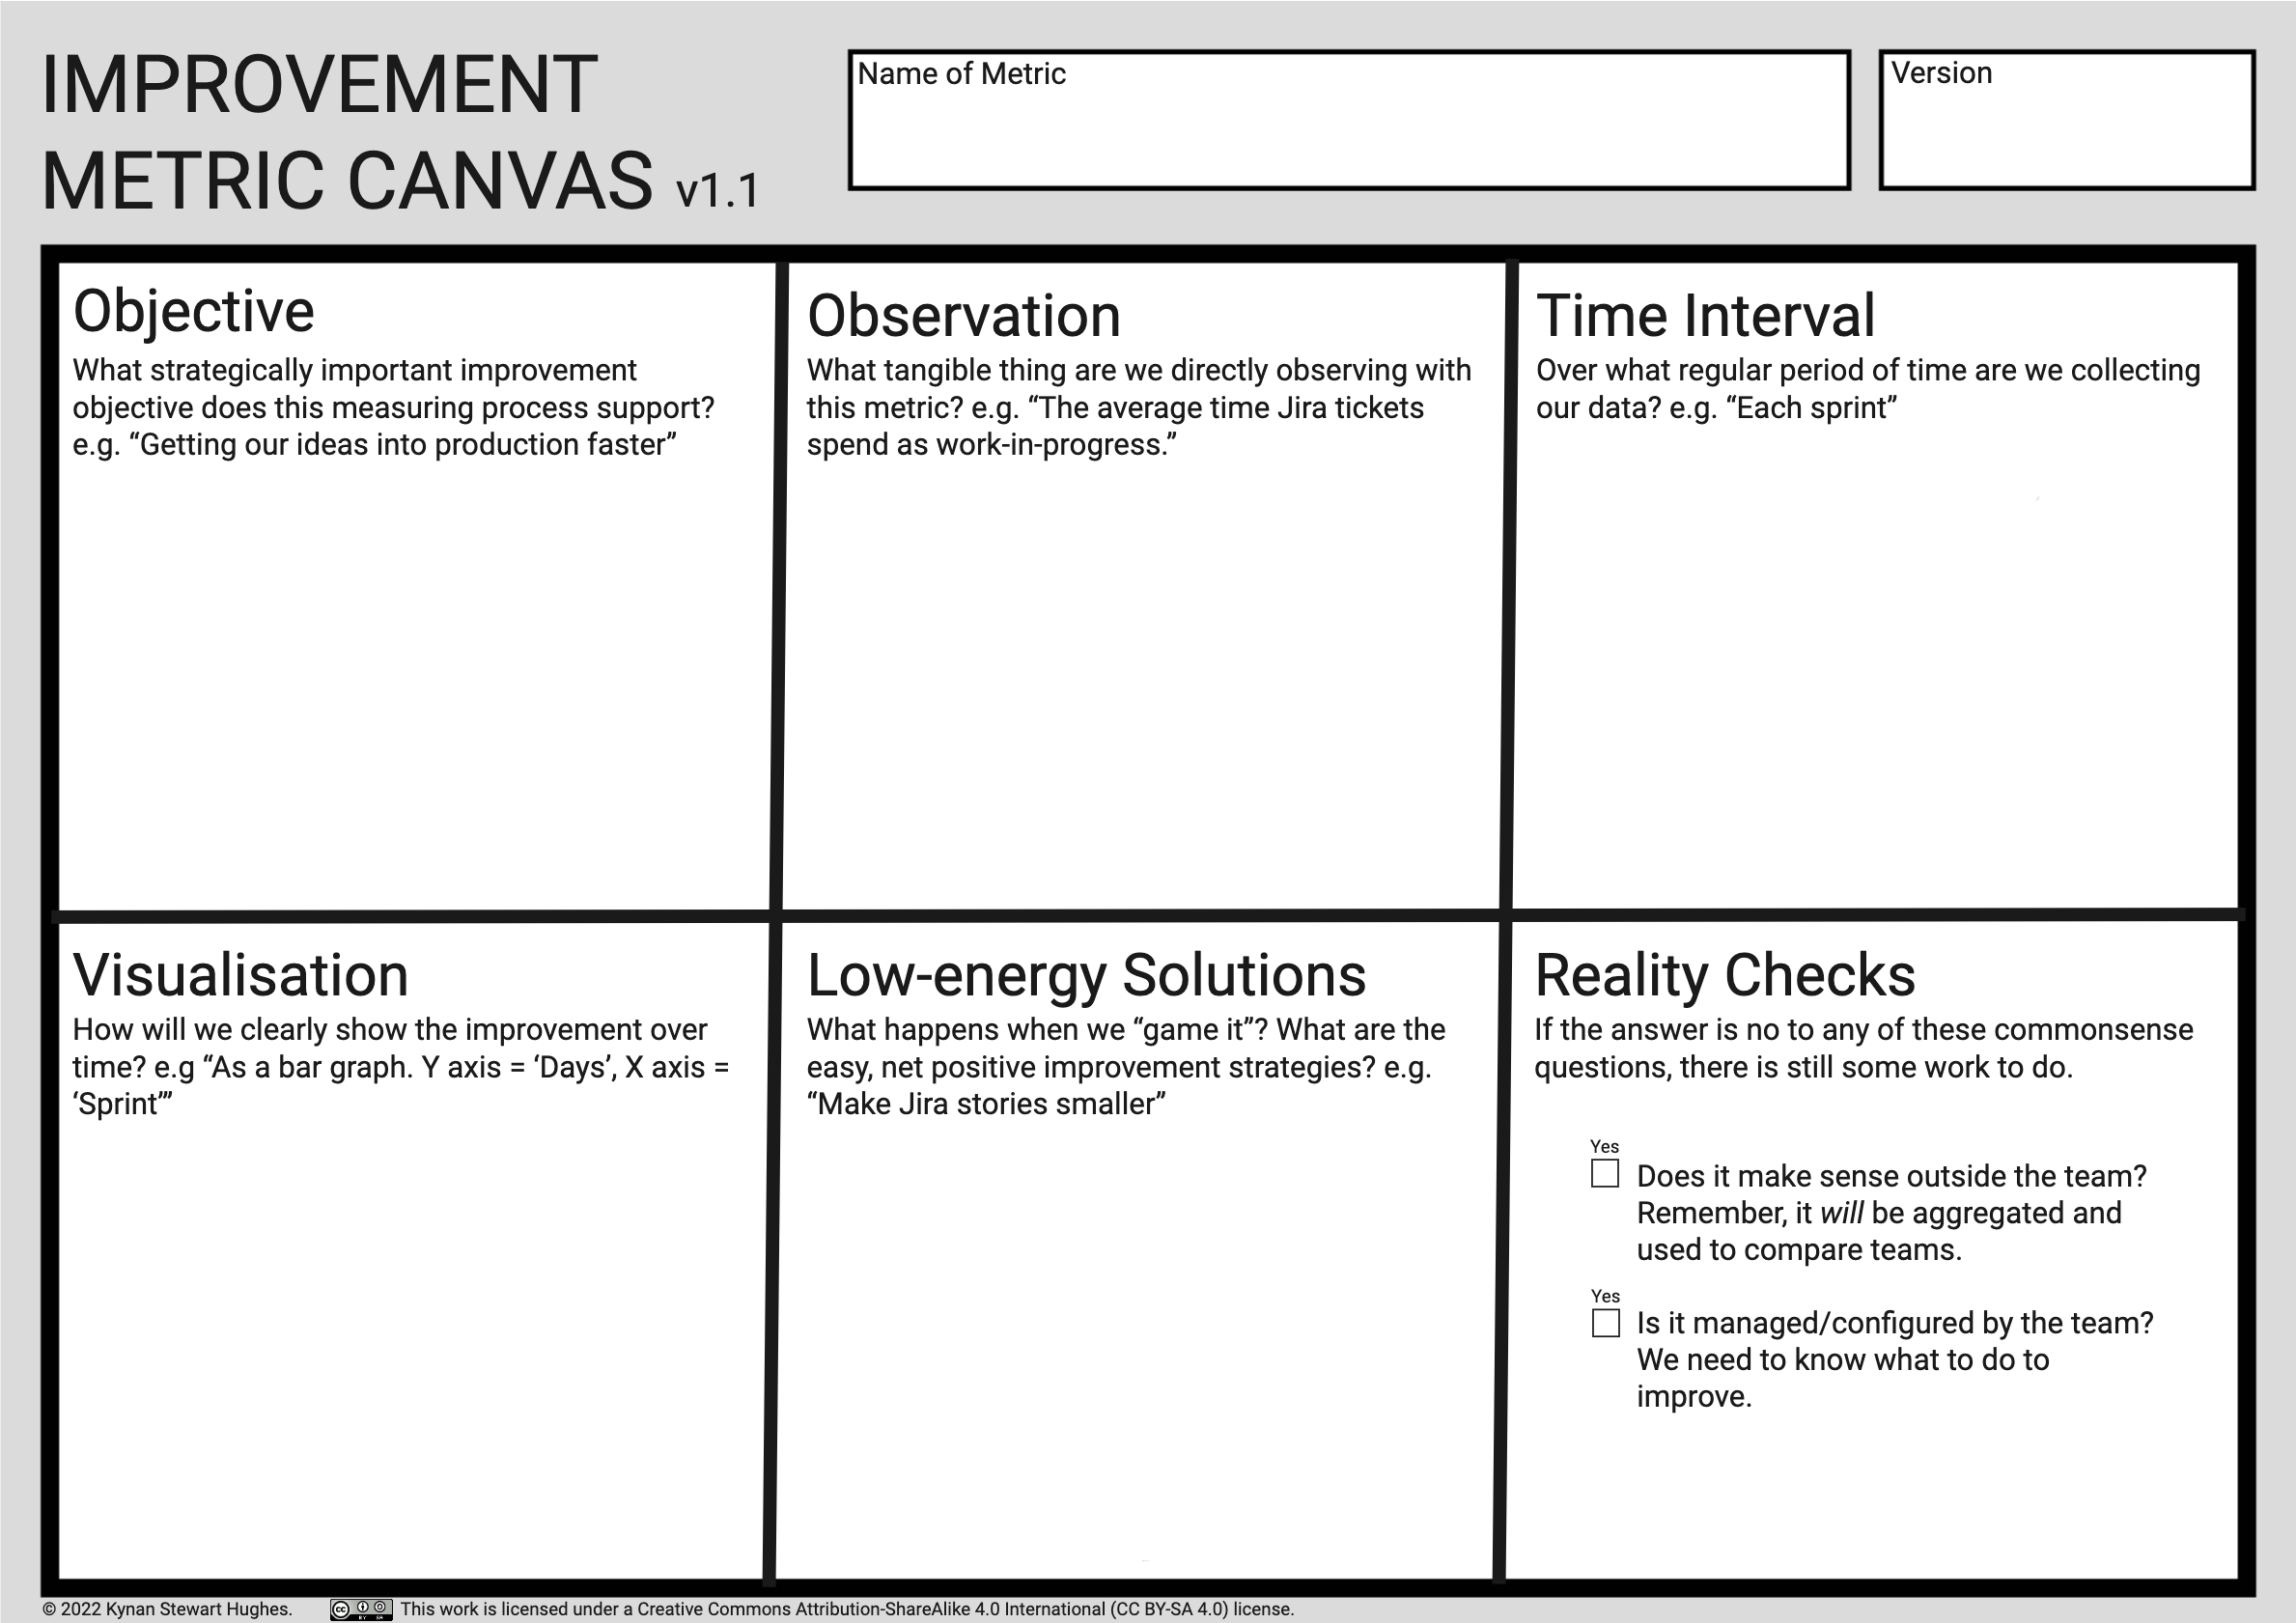 IMPROVEMENT
METRIC CANVAS v1.1
Name of Metric
Version
Objective
What strategically important improvement
objective does this measuring process support?
e.g. “Getting our ideas into production faster”
Observation
What tangible thing are we directly observing with
this metric? e.g. “The average time Jira tickets
spend as work-in-progress.”
Time Interval
Over what regular period of time are we collecting
our data? e.g. “Each sprint”
Visualisation
How will we clearly show the improvement over
time? e.g “As a bar graph. Y axis = ‘Days’, X axis =
‘Sprint’”
Low-energy Solutions
What happens when we “game it”? What are the
easy, net positive improvement strategies? e.g.
“Make Jira stories smaller”
Reality Checks
If the answer is no to any of these commonsense
questions, there is still some work to do.
Yes
Does it make sense outside the team?
Remember, it will be aggregated and
used to compare teams.
Yes
Is it managed/configured by the team?
We need to know what to do to
improve.
© 2022 Kynan Stewart Hughes.
cc BY SA
This work is licensed under a Creative Commons Attribution-ShareAlike 4.0 International (CC BY-SA 4.0) license.